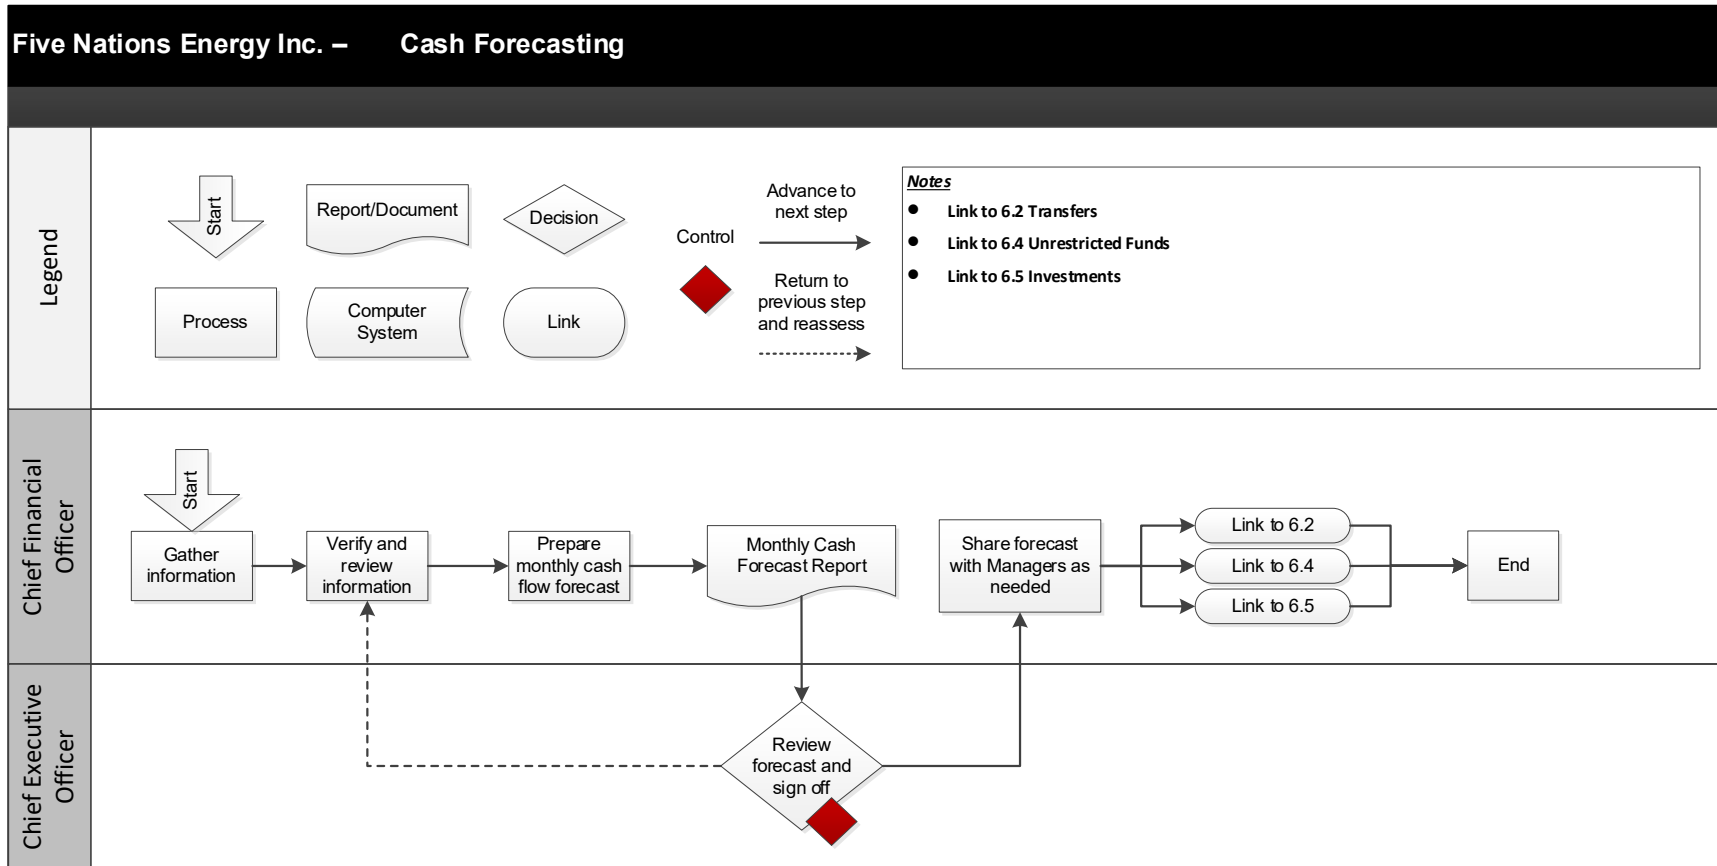 Five Nations Energy Inc. – Cash Forecasting
Legend
Start
Report/Document
Decision
Process
Computer
System
Link
Control
Advance to
next step
Return to
previous step
and reassess
Notes
● Link to 6.2 Transfers
● Link to 6.4 Unrestricted Funds
● Link to 6.5 Investments
Chief Financial
Officer
Start
Gather
information
Verify and
review
information
Prepare
monthly cash
flow forecast
Monthly Cash
Forecast Report
Share forecast
with Managers as
needed
Link to 6.2
Link to 6.4
Link to 6.5
End
Chief Executive
Officer
Review
forecast and
sign off